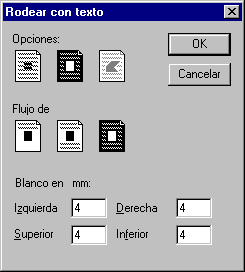 Rodear con texto
Opciones:
OK
Cancelar
Flujo de
Blanco en mm:
Izquierda 4 Derecha 4
Superior 4 Inferior 4